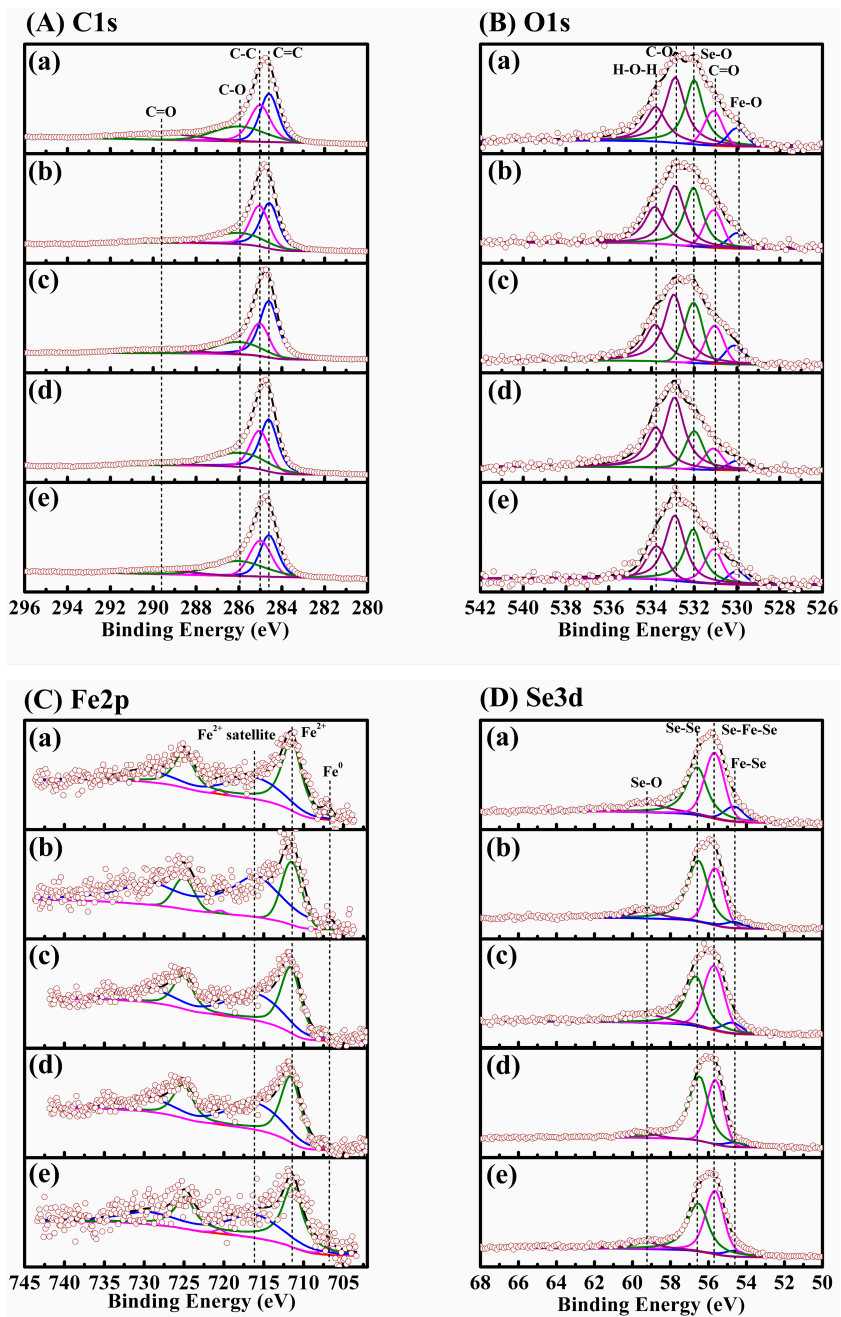 (A) C1s
(a)
C-C
C=C
C-O
C=O
(b)
(c)
(d)
(e)
296 294 292 290 288 286 284 282 280
Binding Energy (eV)
(B) O1s
(a)
C-O
Se-O
H-O-H
C=O
Fe-O
(b)
(c)
(d)
(e)
542 540 538 536 534 532 530 528 526
Binding Energy (eV)
(C) Fe2p
(a)
Fe²⁺ satellite
Fe²⁺
Fe⁰
(b)
(c)
(d)
(e)
745 740 735 730 725 720 715 710 705
Binding Energy (eV)
(D) Se3d
(a)
Se-Se
Se-Fe-Se
Fe-Se
Se-O
(b)
(c)
(d)
(e)
68 66 64 62 60 58 56 54 52 50
Binding Energy (eV)